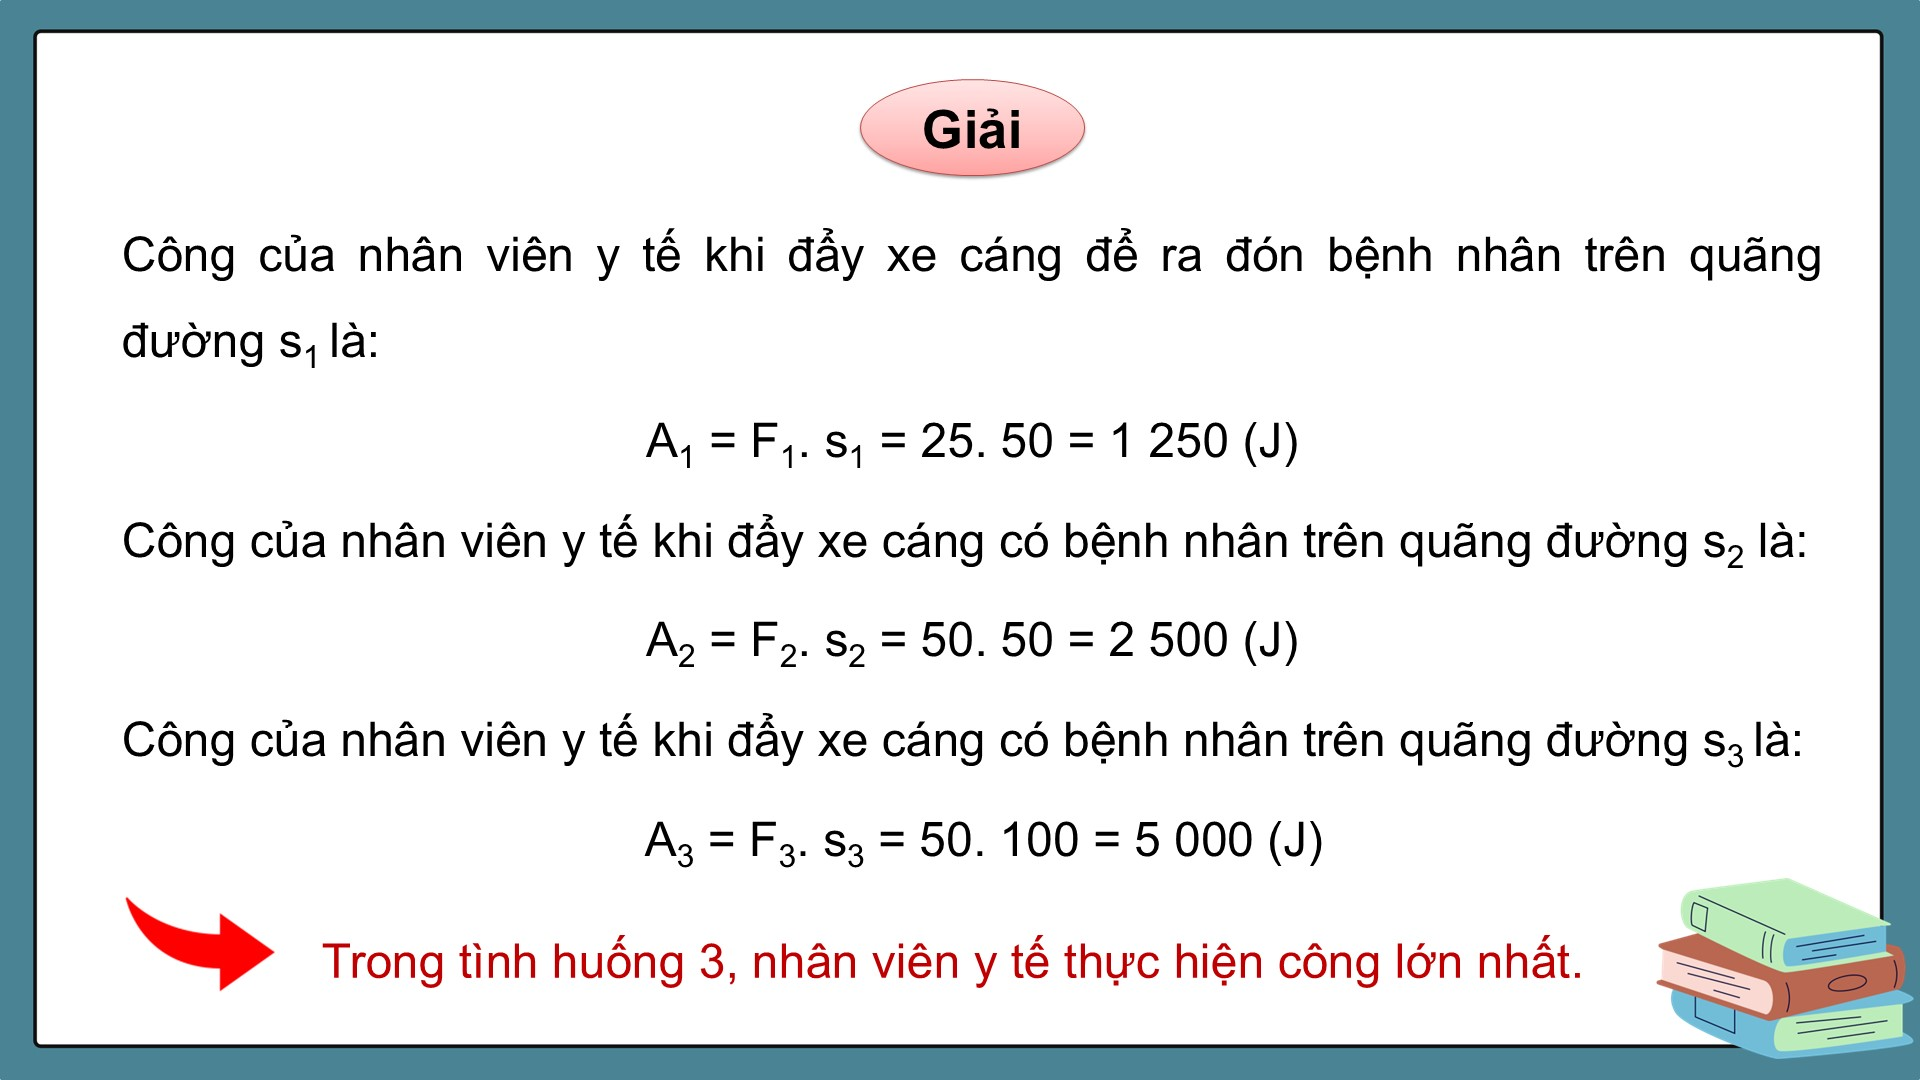 Giải
Công của nhân viên y tế khi đẩy xe cáng để ra đón bệnh nhân trên quãng
đường s₁ là:
A₁ = F₁. s₁ = 25. 50 = 1 250 (J)
Công của nhân viên y tế khi đẩy xe cáng có bệnh nhân trên quãng đường s₂ là:
A₂ = F₂. s₂ = 50. 50 = 2 500 (J)
Công của nhân viên y tế khi đẩy xe cáng có bệnh nhân trên quãng đường s₃ là:
A₃ = F₃. s₃ = 50. 100 = 5 000 (J)
Trong tình huống 3, nhân viên y tế thực hiện công lớn nhất.